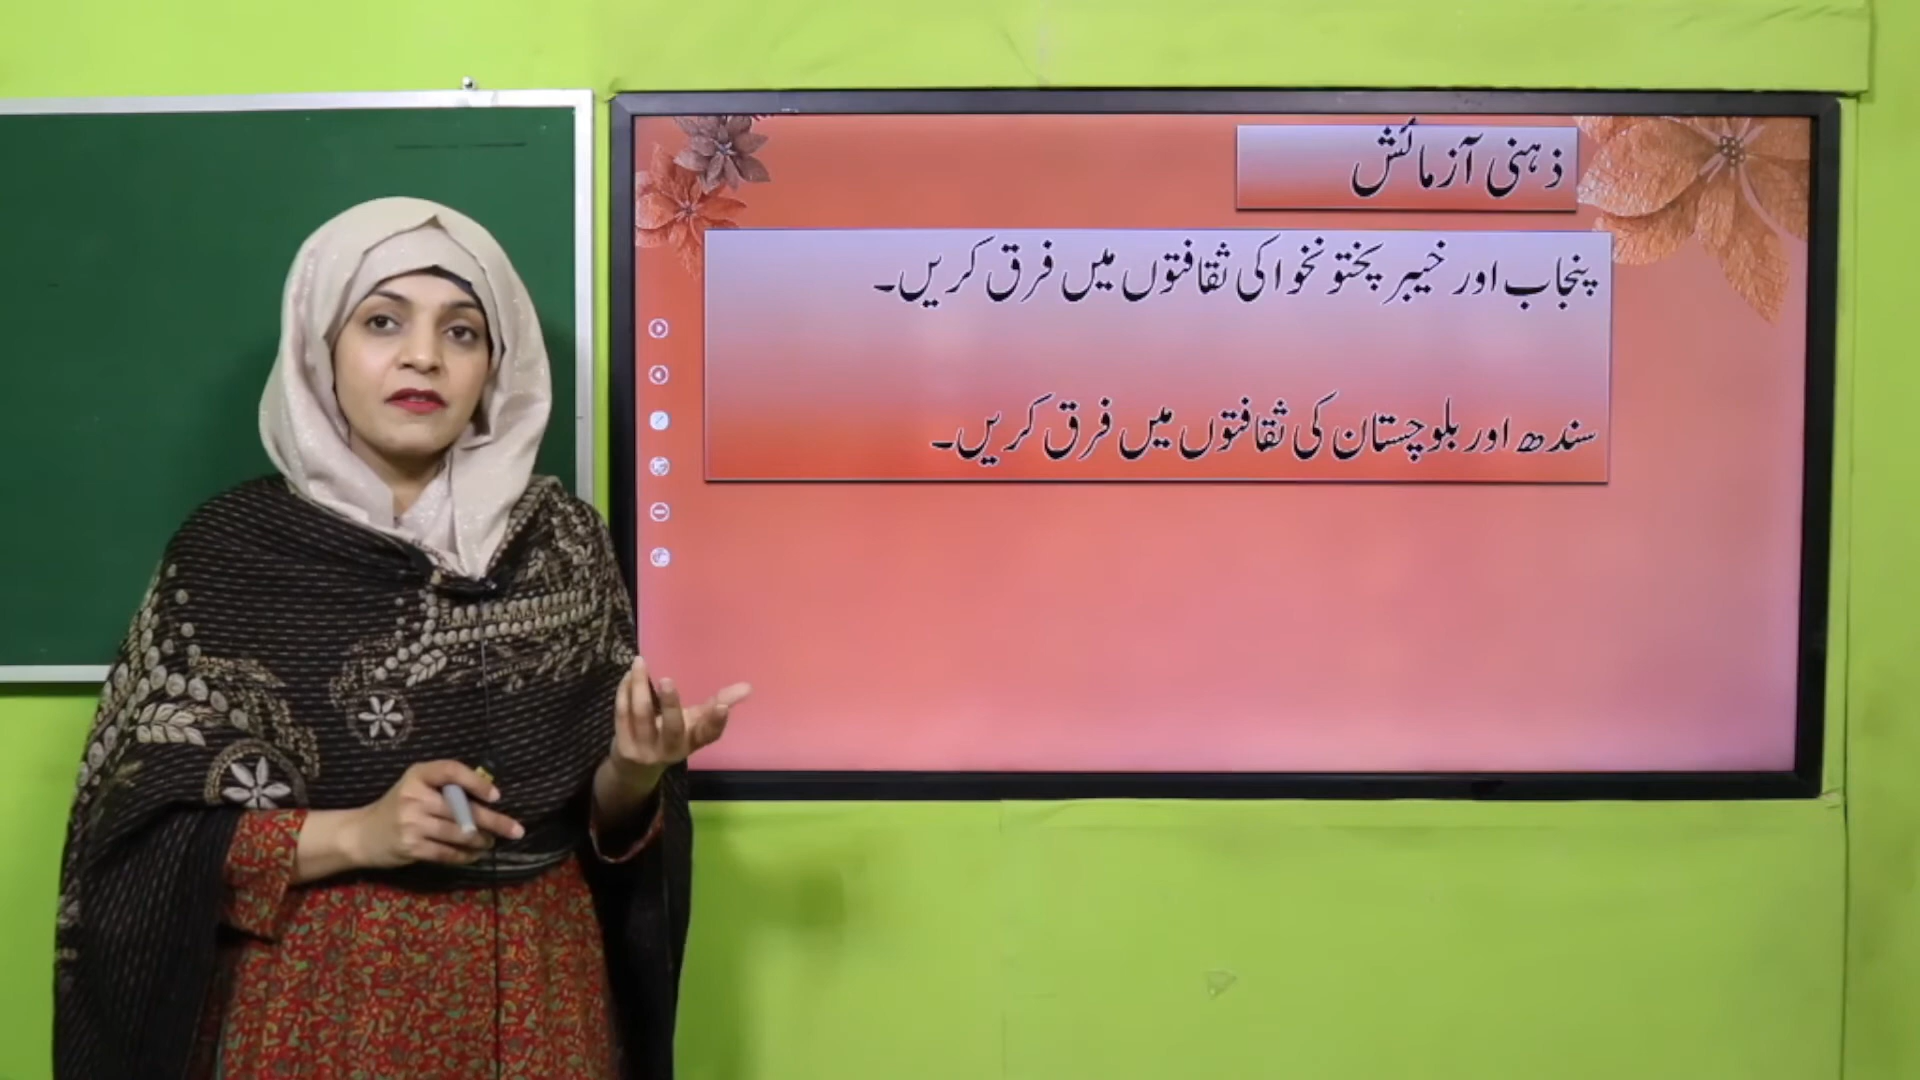 ذہنی آزمائش
پنجاب اور خیبر پختونخوا کی ثقافتوں میں فرق کریں۔
سندھ اور بلوچستان کی ثقافتوں میں فرق کریں۔